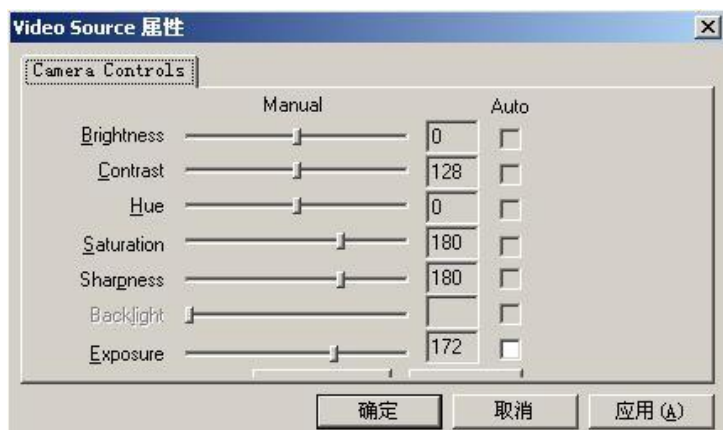 Video Source 属性
Camera Controls
Manual Auto
Brightness 0
Contrast 128
Hue 0
Saturation 180
Sharpness 180
Backlight
Exposure 172
确定 取消 应用(A)